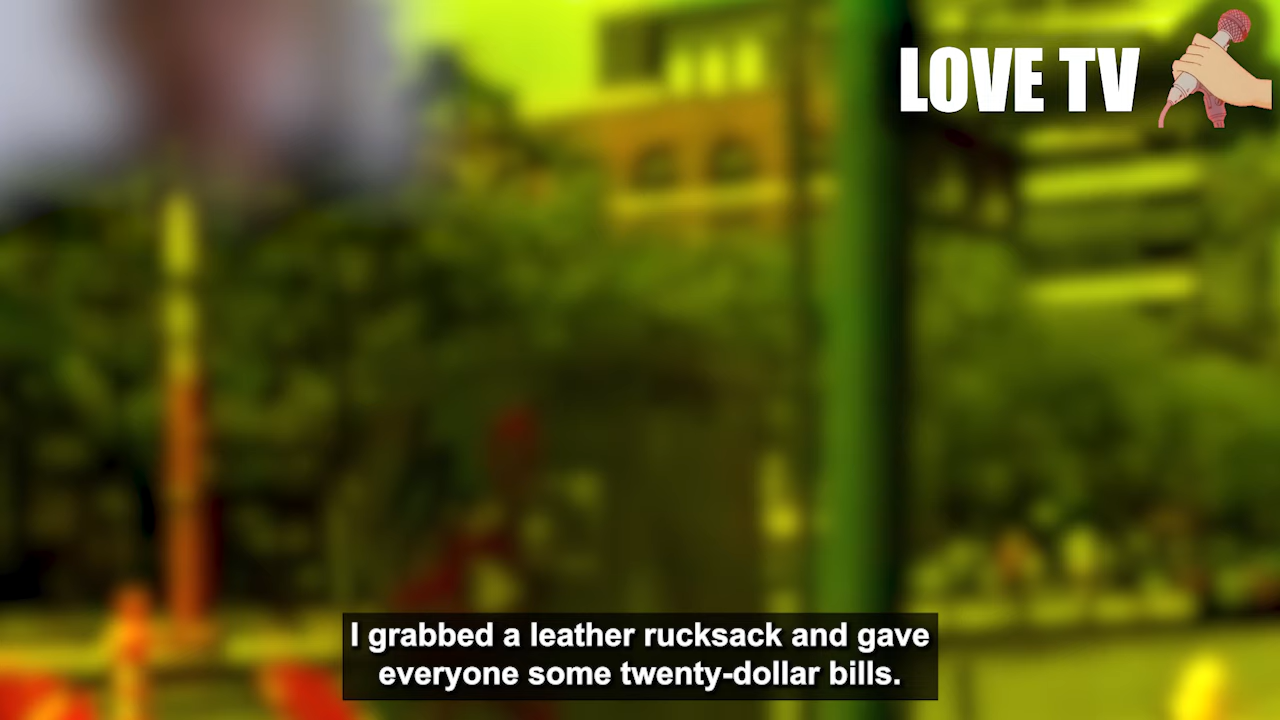 LOVE TV
I grabbed a leather rucksack and gave
everyone some twenty-dollar bills.